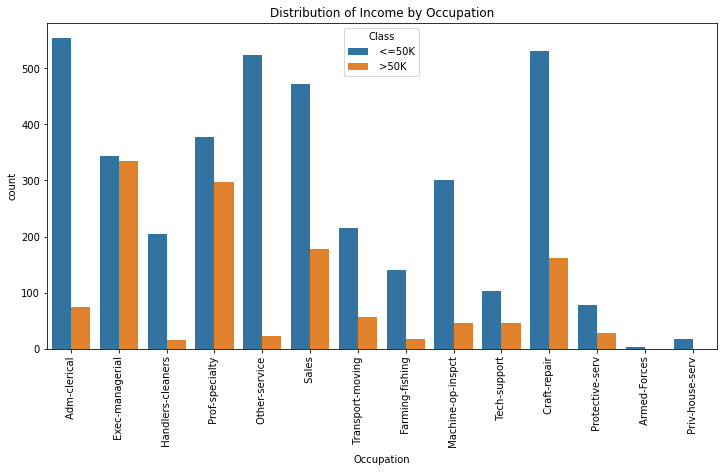 Distribution of Income by Occupation
Class
<=50K
>50K
count
500
400
300
200
100
0
Adm-clerical
Exec-managerial
Handlers-cleaners
Prof-specialty
Other-service
Sales
Transport-moving
Farming-fishing
Machine-op-inspct
Tech-support
Craft-repair
Protective-serv
Armed-Forces
Priv-house-serv
Occupation